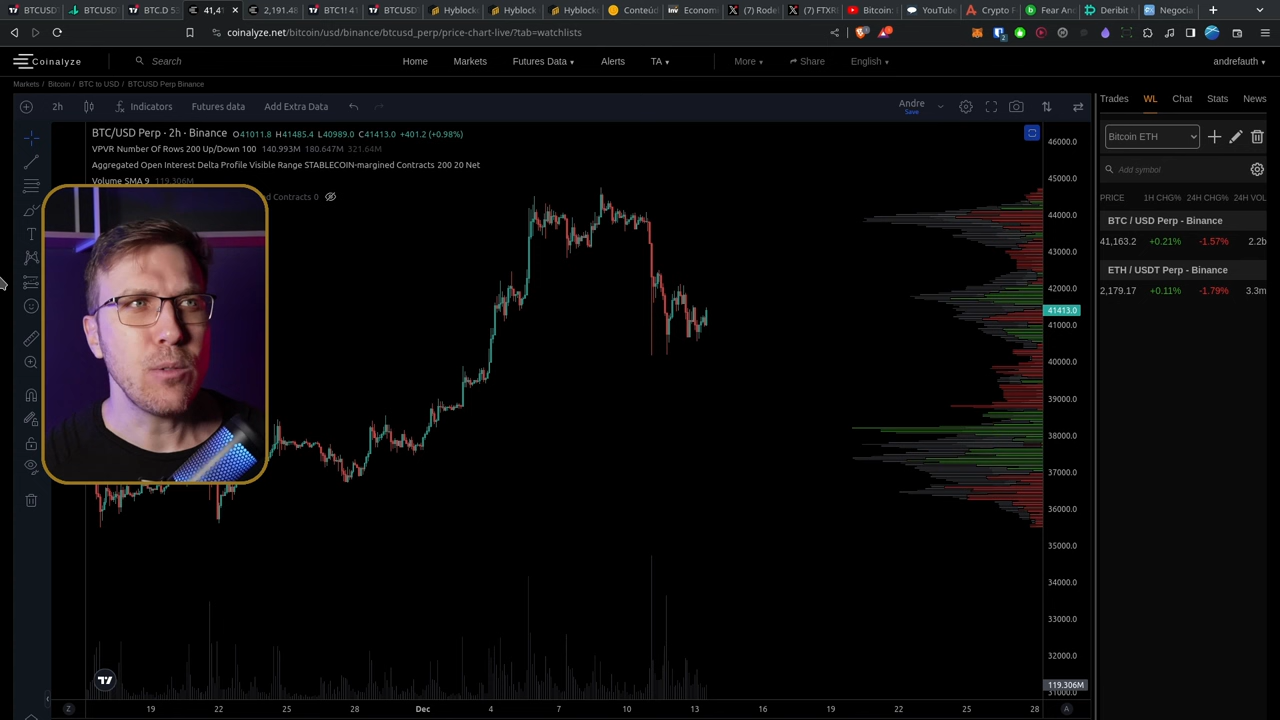 BTCUSD
BTCUSDT
BTC.D 53
41,41
2,191.48
BTC1! 41
BTCUSDT
Hyblock
Hyblock
Hyblock
Conteúd
Econom
(7) Rode
(7) FTXR
Bitcoin:
YouTube
Crypto F
Fear And
Deribit M
Negocia
coinalyze.net/bitcoin/usd/binance/btcusd_perp/price-chart-live/?tab=watchlists
Coinalyze
Search
Home
Markets
Futures Data
Alerts
TA
More
Share
English
andrefauth
Markets / Bitcoin / BTC to USD / BTCUSD Perp Binance
2h
Indicators
Futures data
Add Extra Data
Andre
Save
Trades
WL
Chat
Stats
News
BTC/USD Perp · 2h · Binance O41011.8 H41485.4 L40989.0 C41413.0 +401.2 (+0.98%)
VPVR Number Of Rows 200 Up/Down 100 140.993M 180.647M 321.64M
Aggregated Open Interest Delta Profile Visible Range STABLECOIN-margined Contracts 200 20 Net
Volume SMA 9 119.306M
d Contracts 0
Bitcoin ETH
Add symbol
PRICE 1H CHG% 24H CHG% 24H VOL
BTC / USD Perp - Binance
41,163.2 +0.21% -1.57% 2.2b
ETH / USDT Perp - Binance
2,179.17 +0.11% -1.79% 3.3m
46000.0
45000.0
44000.0
43000.0
42000.0
41413.0
41000.0
40000.0
39000.0
38000.0
37000.0
36000.0
35000.0
34000.0
33000.0
32000.0
119.306M
31000.0
Z
19
22
25
28
Dec
4
7
10
13
16
19
22
25
28
A